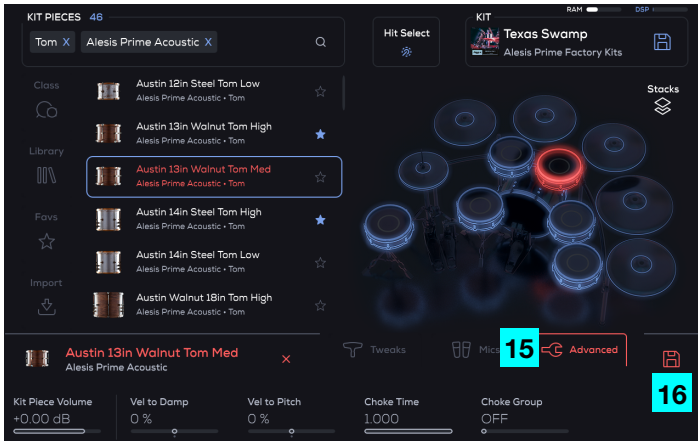 RAM DSP
KIT PIECES 46
Tom X Alesis Prime Acoustic X
Hit Select
KIT
Texas Swamp
Alesis Prime Factory Kits
Class
Library
Favs
Import
Austin 12in Steel Tom Low
Alesis Prime Acoustic • Tom
Austin 13in Walnut Tom High
Alesis Prime Acoustic • Tom
Austin 13in Walnut Tom Med
Alesis Prime Acoustic • Tom
Austin 14in Steel Tom High
Alesis Prime Acoustic • Tom
Austin 14in Steel Tom Low
Alesis Prime Acoustic • Tom
Austin Walnut 18in Tom High
Alesis Prime Acoustic • Tom
Stacks
Austin 13in Walnut Tom Med X
Alesis Prime Acoustic
Tweaks
Mics
15
Advanced
16
Kit Piece Volume
+0.00 dB
Vel to Damp
0 %
Vel to Pitch
0 %
Choke Time
1.000
Choke Group
OFF